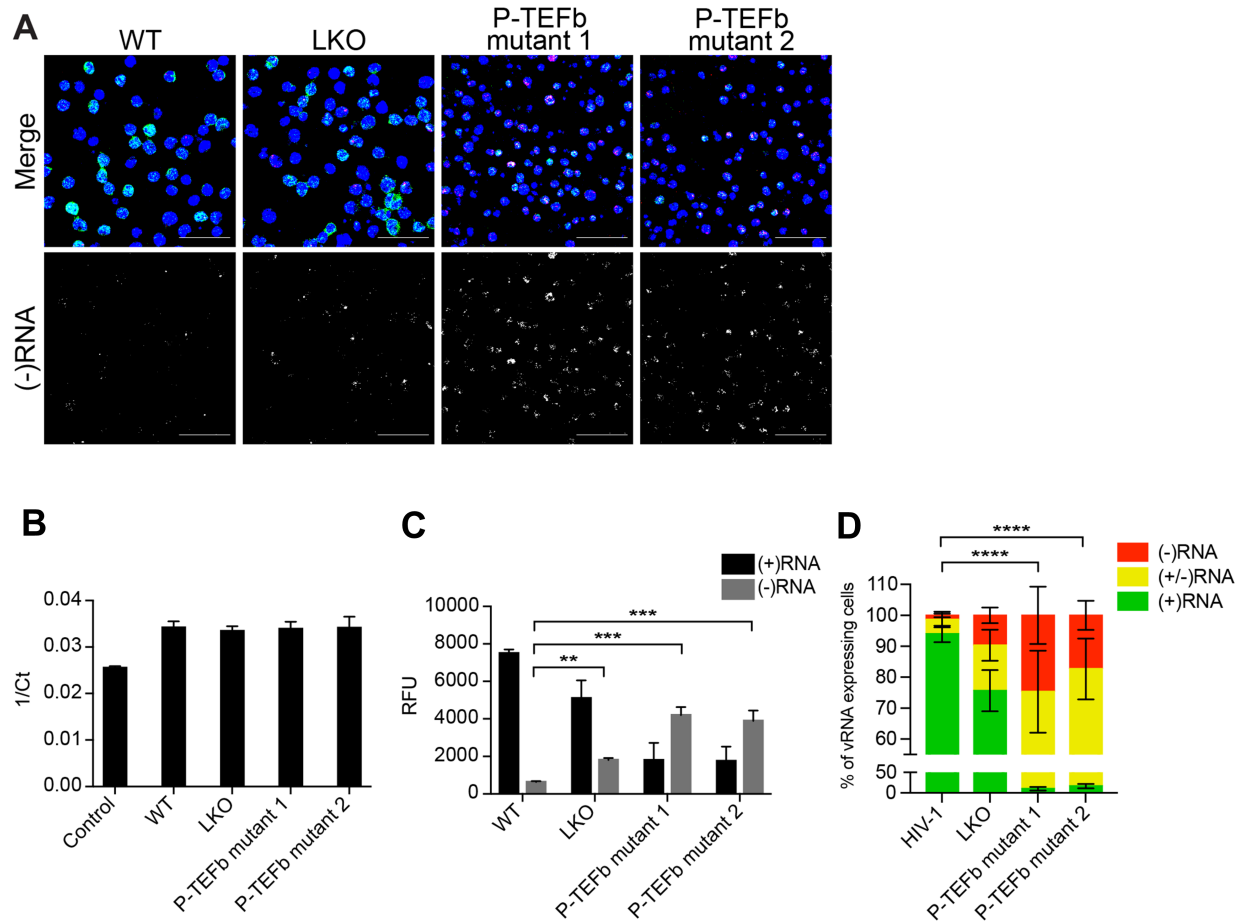 A
WT
LKO
P-TEFb
mutant 1
P-TEFb
mutant 2
Merge
(-)RNA
B
1/Ct
0.04
0.03
0.02
0.01
0.00
Control
WT
LKO
P-TEFb mutant 1
P-TEFb mutant 2
C
(+)RNA
(-)RNA
RFU
10000
8000
6000
4000
2000
0
***
***
**
WT
LKO
P-TEFb mutant 1
P-TEFb mutant 2
D
(-)RNA
(+/-)RNA
(+)RNA
% of vRNA expressing cells
110
100
90
80
70
60
50
0
****
****
HIV-1
LKO
P-TEFb mutant 1
P-TEFb mutant 2